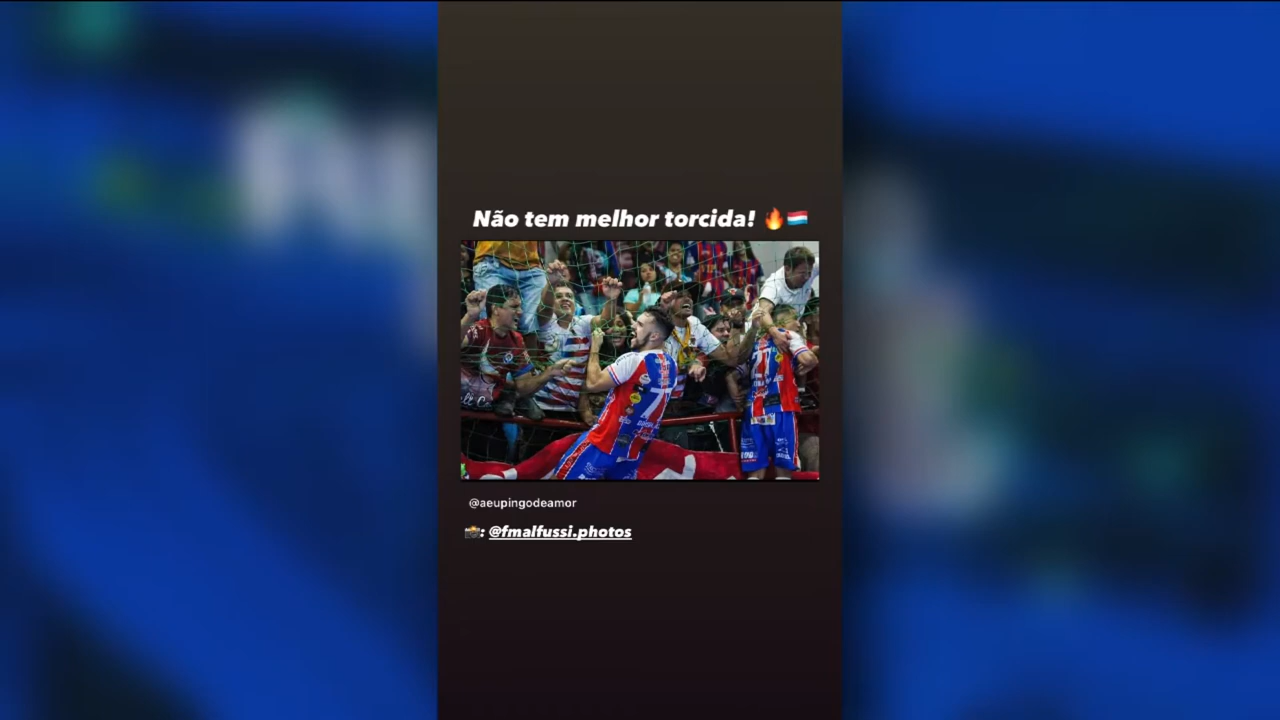 Não tem melhor torcida! 🔥🇱🇺
@aeupingodeamor
📸: @fmalfussi.photos